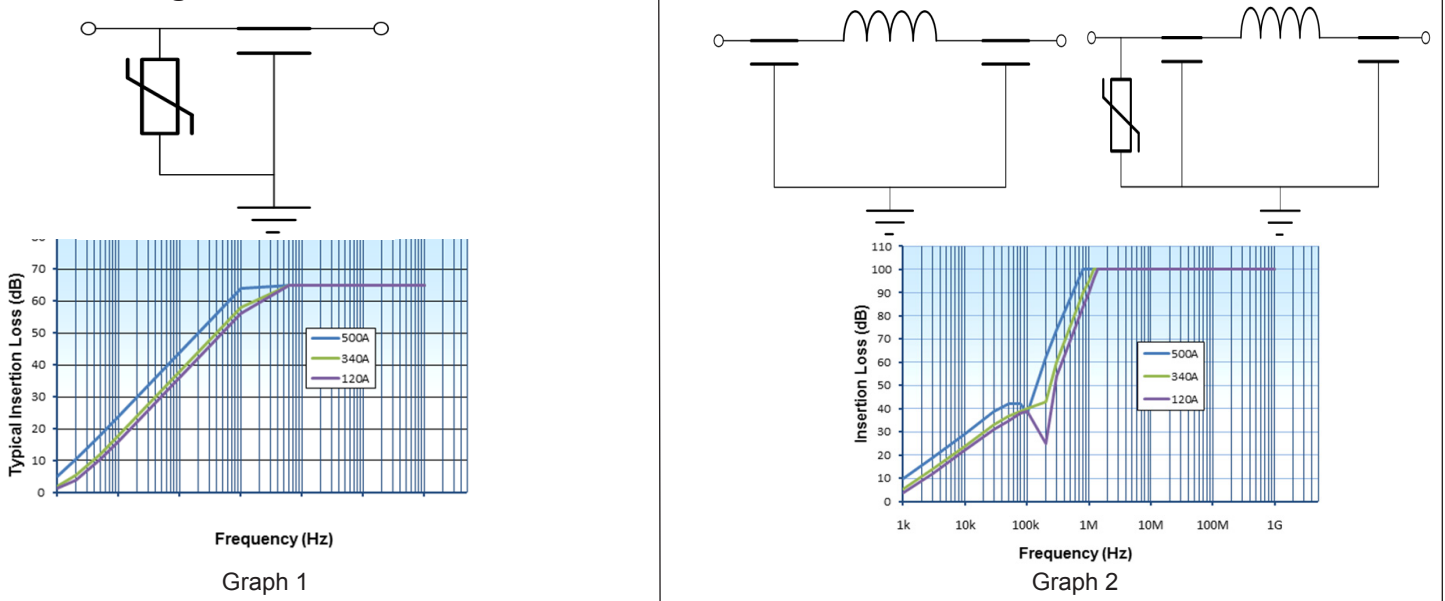 Typical Insertion Loss (dB)
70
60
50
40
30
20
10
0
500A
340A
120A
Frequency (Hz)
Graph 1
Insertion Loss (dB)
110
100
90
80
70
60
50
40
30
20
10
0
500A
340A
120A
1k 10k 100k 1M 10M 100M 1G
Frequency (Hz)
Graph 2